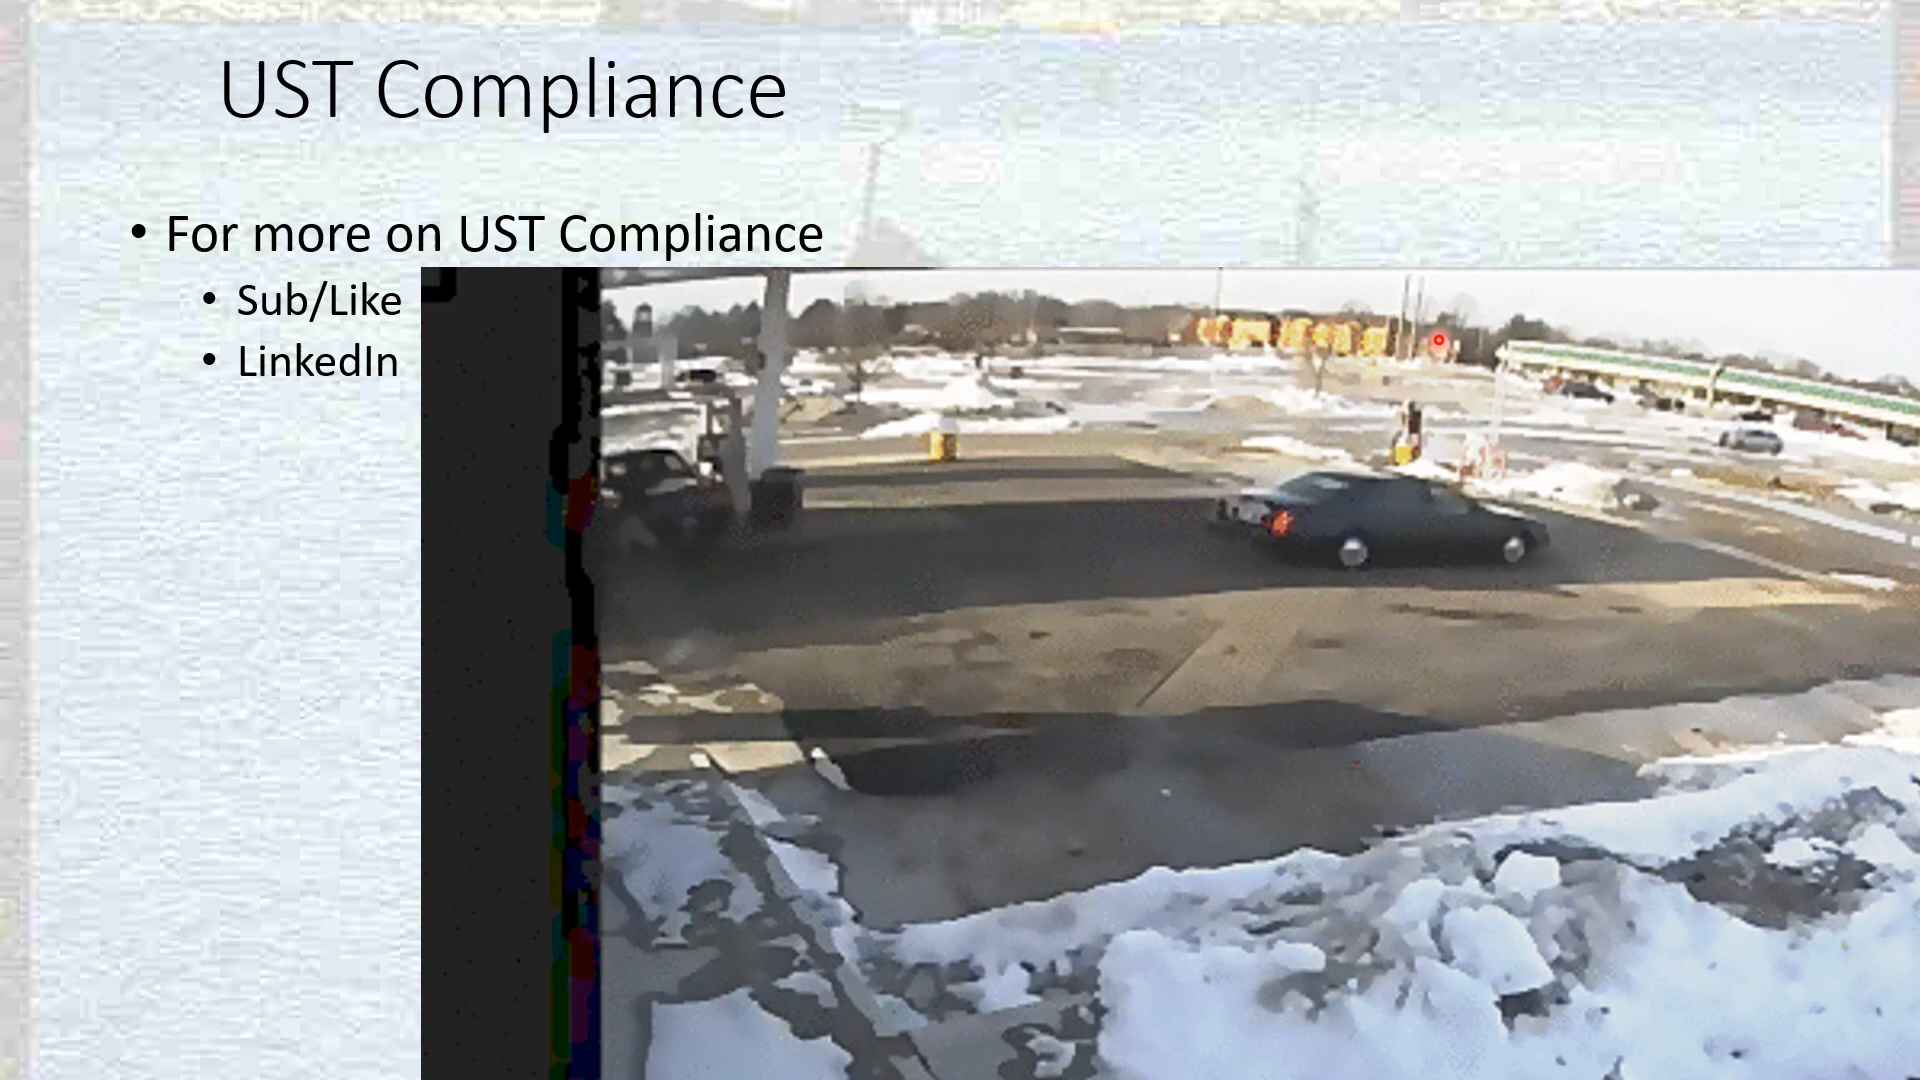 UST Compliance
• For more on UST Compliance
• Sub/Like
• LinkedIn